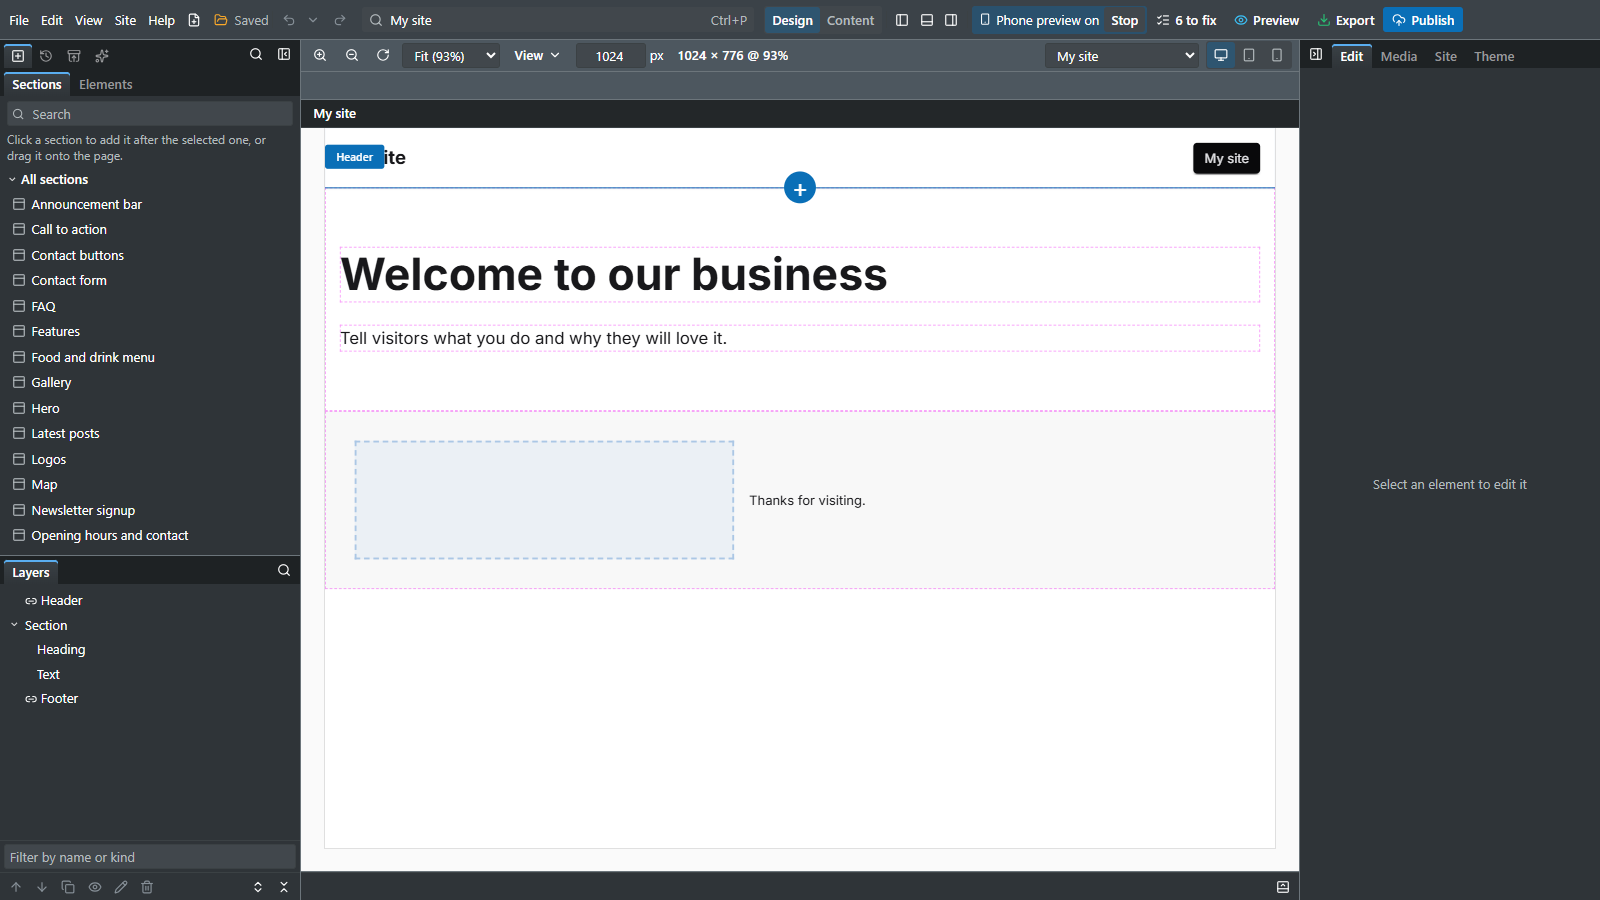 File Edit View Site Help Saved My site Ctrl+P Design Content Phone preview on Stop 6 to fix Preview Export Publish
Fit (93%) View 1024 px 1024 × 776 @ 93% My site
Edit Media Site Theme
Sections Elements
Search
Click a section to add it after the selected one, or
drag it onto the page.
All sections
Announcement bar
Call to action
Contact buttons
Contact form
FAQ
Features
Food and drink menu
Gallery
Hero
Latest posts
Logos
Map
Newsletter signup
Opening hours and contact
Layers
Header
Section
Heading
Text
Footer
Filter by name or kind
My site
Header ite My site
Welcome to our business
Tell visitors what you do and why they will love it.
Thanks for visiting.
Select an element to edit it